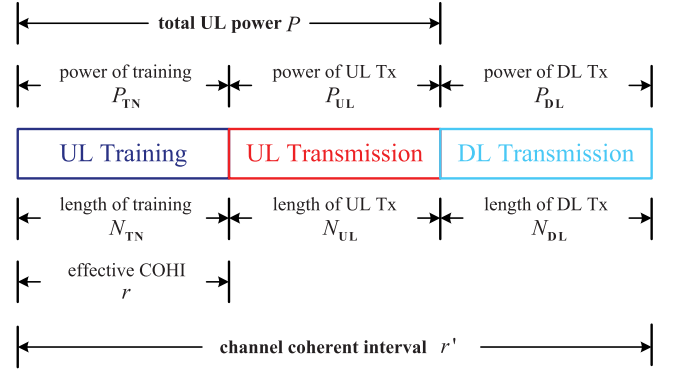 total UL power P
power of training power of UL Tx power of DL Tx
P_TN P_UL P_DL
UL Training UL Transmission DL Transmission
length of training length of UL Tx length of DL Tx
N_TN N_UL N_DL
effective COHI
r
channel coherent interval r'